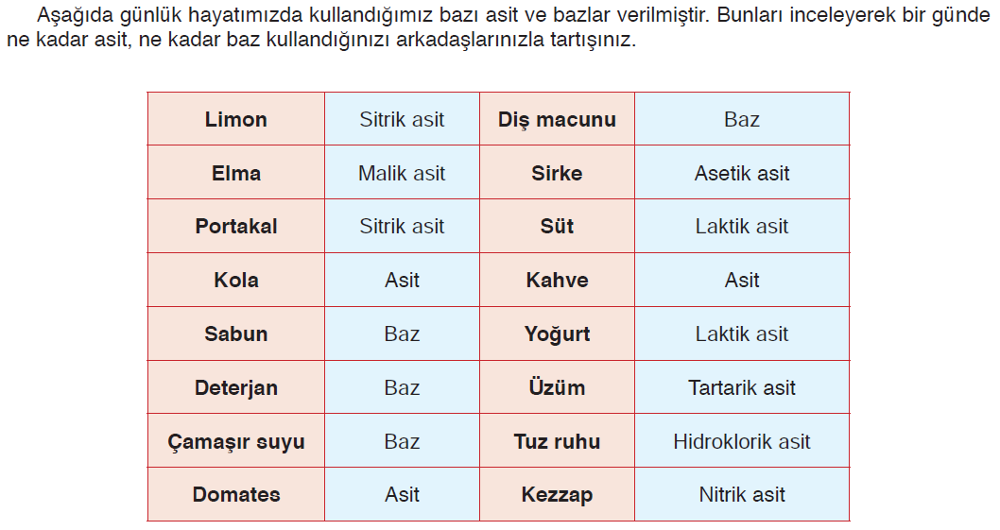 Aşağıda günlük hayatımızda kullandığımız bazı asit ve bazlar verilmiştir. Bunları inceleyerek bir günde
ne kadar asit, ne kadar baz kullandığınızı arkadaşlarınızla tartışınız.
Limon Sitrik asit Diş macunu Baz
Elma Malik asit Sirke Asetik asit
Portakal Sitrik asit Süt Laktik asit
Kola Asit Kahve Asit
Sabun Baz Yoğurt Laktik asit
Deterjan Baz Üzüm Tartarik asit
Çamaşır suyu Baz Tuz ruhu Hidroklorik asit
Domates Asit Kezzap Nitrik asit